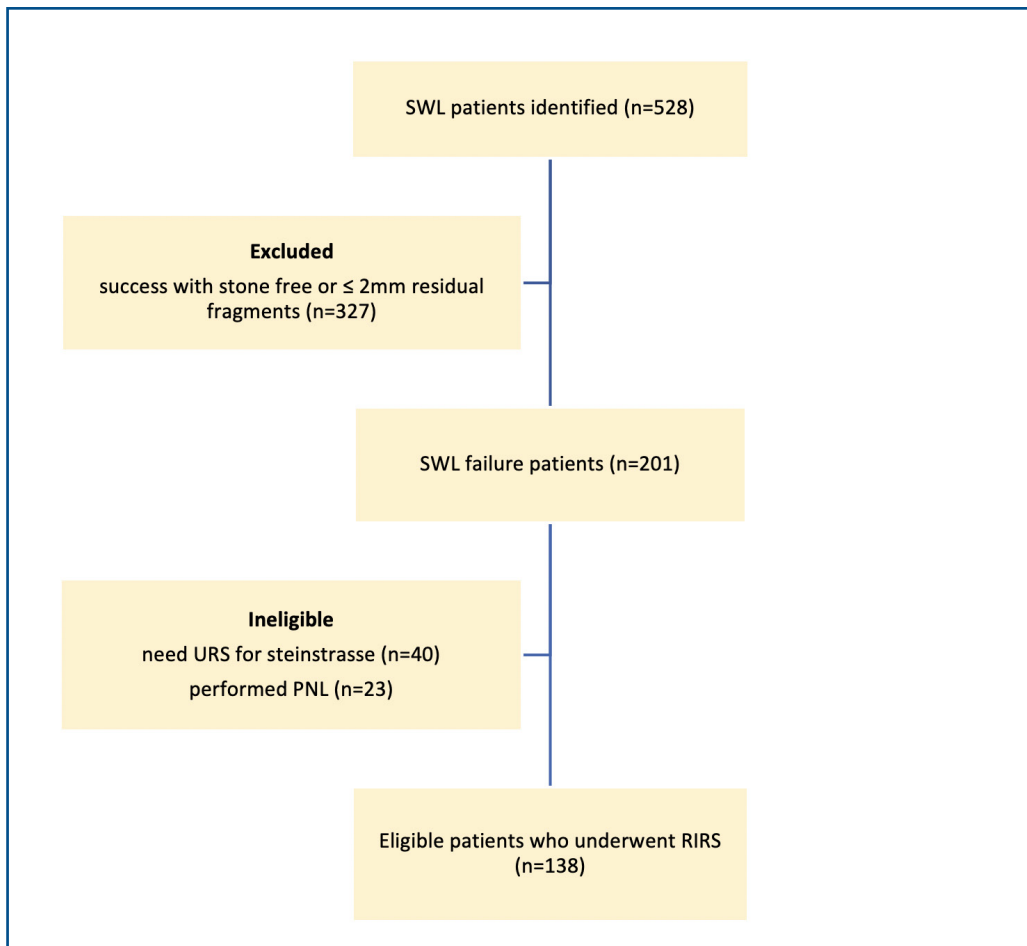 SWL patients identified (n=528)
Excluded
success with stone free or ≤ 2mm residual
fragments (n=327)
SWL failure patients (n=201)
Ineligible
need URS for steinstrasse (n=40)
performed PNL (n=23)
Eligible patients who underwent RIRS
(n=138)